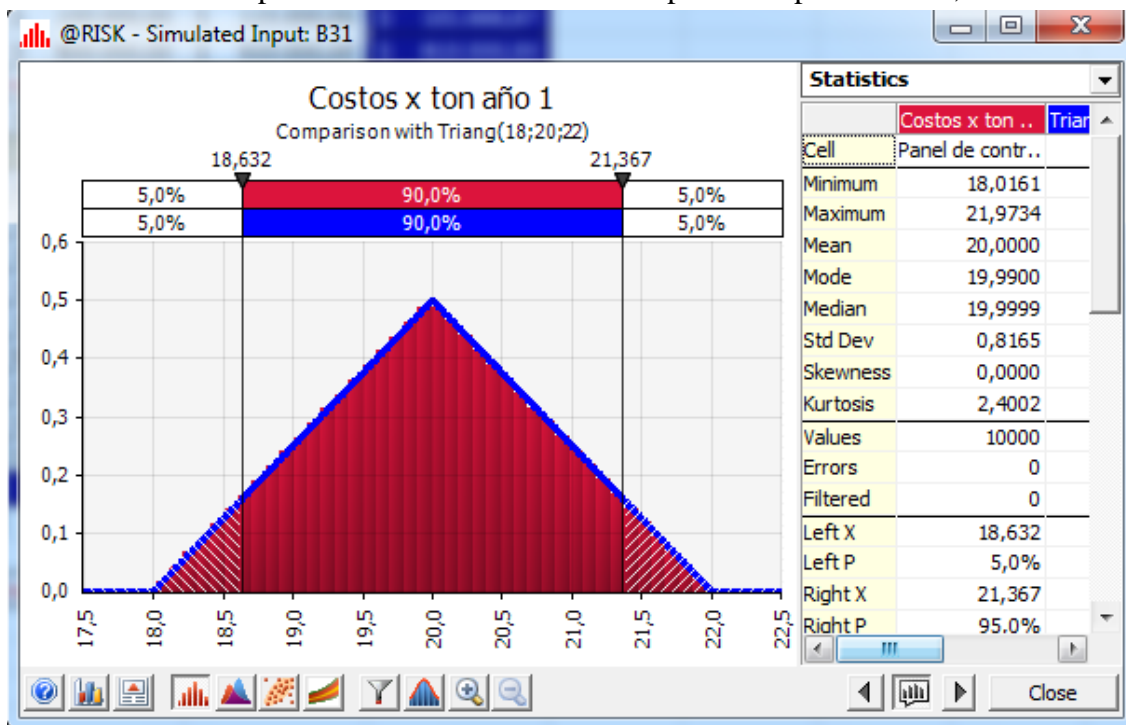 @RISK - Simulated Input: B31
Costos x ton año 1
Comparison with Triang(18;20;22)
18,632 21,367
5,0% 90,0% 5,0%
5,0% 90,0% 5,0%
0,6
0,5
0,4
0,3
0,2
0,1
0,0
17,5 18,0 18,5 19,0 19,5 20,0 20,5 21,0 21,5 22,0 22,5
Statistics
Costos x ton .. Triar
Cell Panel de contr..
Minimum 18,0161
Maximum 21,9734
Mean 20,0000
Mode 19,9900
Median 19,9999
Std Dev 0,8165
Skewness 0,0000
Kurtosis 2,4002
Values 10000
Errors 0
Filtered 0
Left X 18,632
Left P 5,0%
Right X 21,367
Right P 95,0%
Close